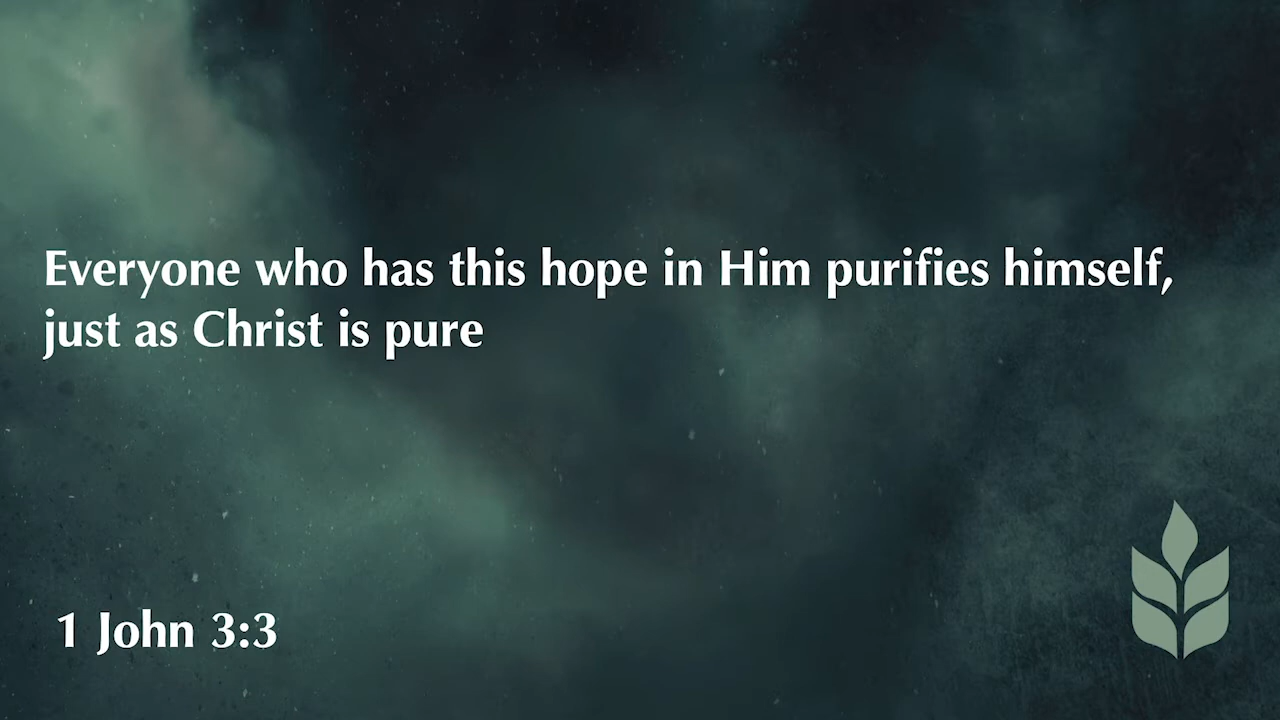 Everyone who has this hope in Him purifies himself,
just as Christ is pure
1 John 3:3